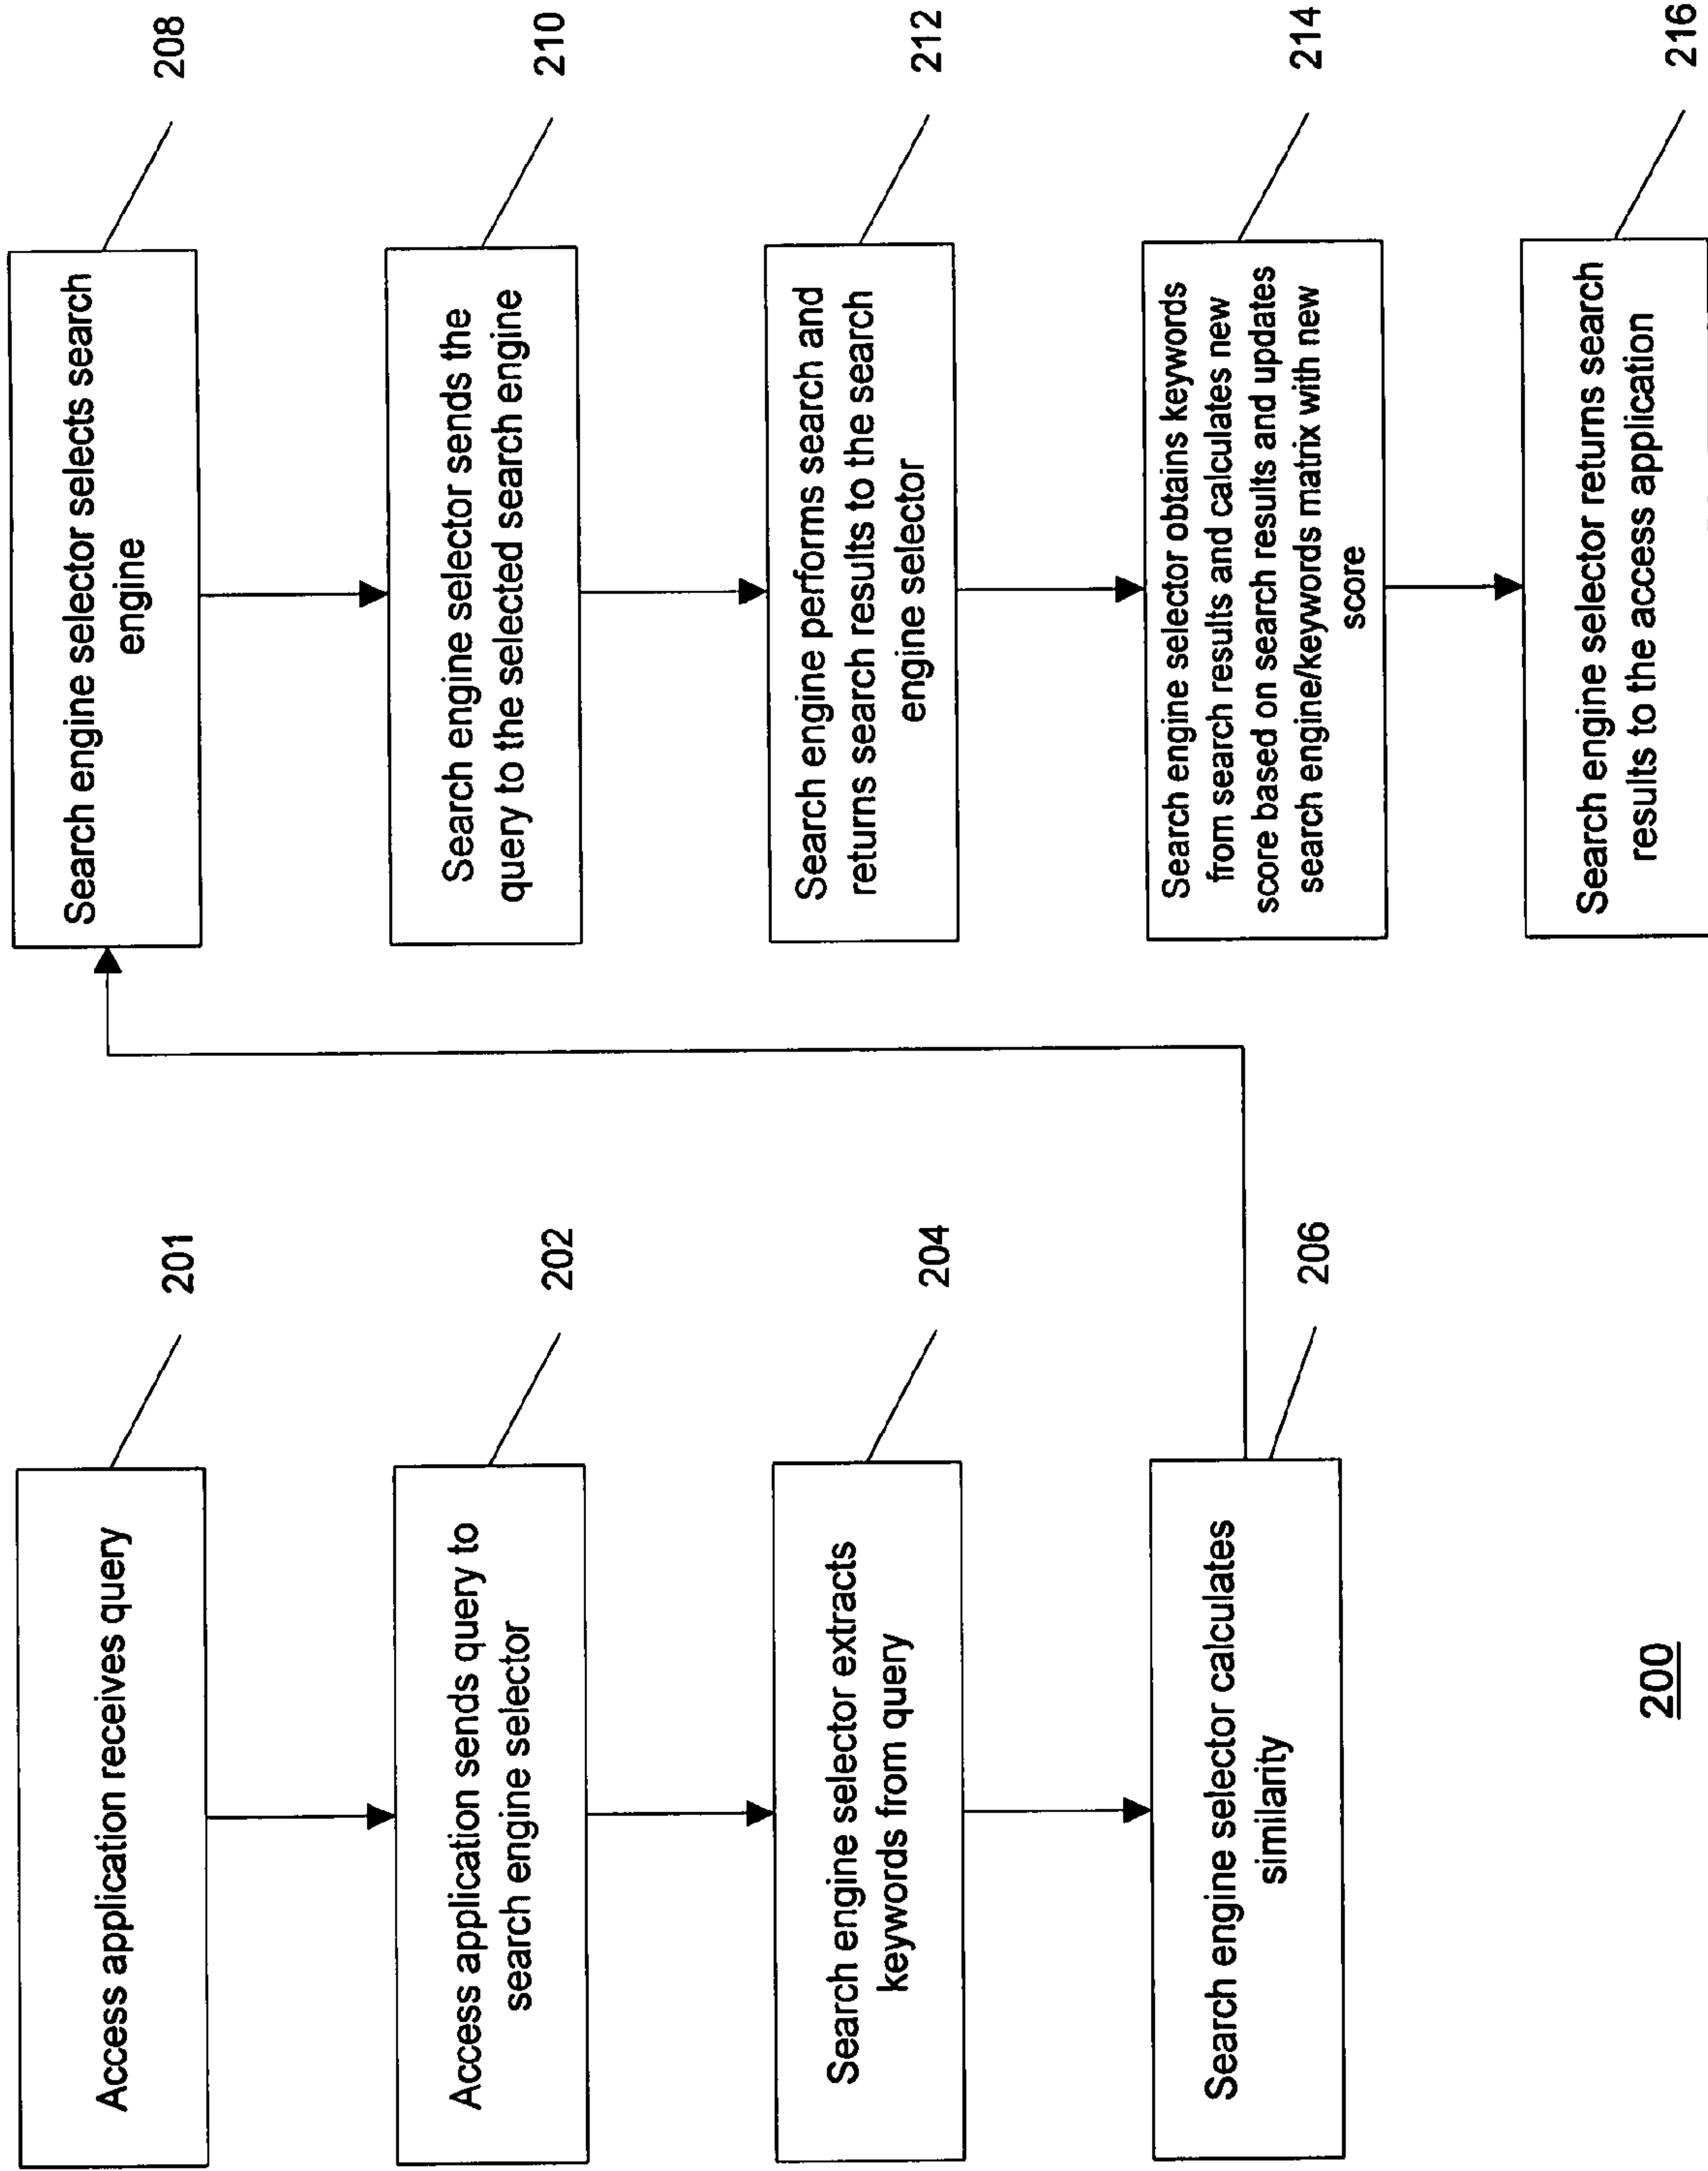 Access application receives query
201
Access application sends query to
search engine selector
202
Search engine selector extracts
keywords from query
204
Search engine selector calculates
similarity
206
Search engine selector selects search
engine
208
Search engine selector sends the
query to the selected search engine
210
Search engine performs search and
returns search results to the search
engine selector
212
Search engine selector obtains keywords
from search results and calculates new
score based on search results and updates
search engine/keywords matrix with new
score
214
Search engine selector returns search
results to the access application
216
200